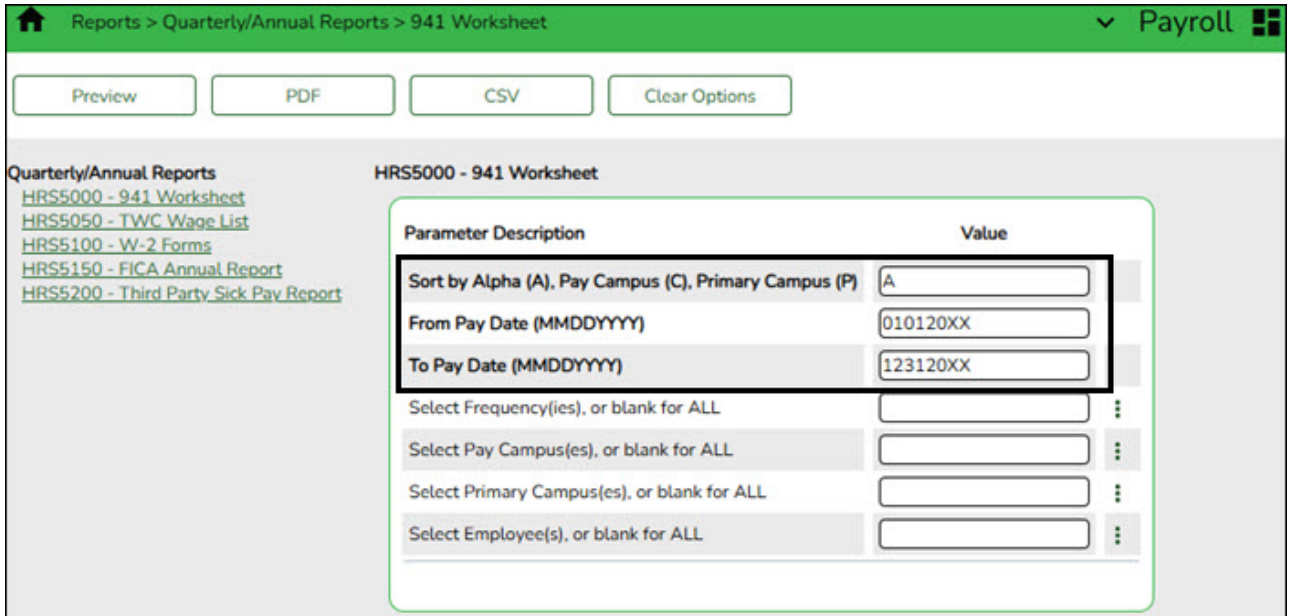 Reports > Quarterly/Annual Reports > 941 Worksheet
Payroll
Preview
PDF
CSV
Clear Options
Quarterly/Annual Reports
HRS5000 - 941 Worksheet
HRS5050 - TWC Wage List
HRS5100 - W-2 Forms
HRS5150 - FICA Annual Report
HRS5200 - Third Party Sick Pay Report
HRS5000 - 941 Worksheet
Parameter Description Value
Sort by Alpha (A), Pay Campus (C), Primary Campus (P) A
From Pay Date (MMDDYYYY) 010120XX
To Pay Date (MMDDYYYY) 123120XX
Select Frequency(ies), or blank for ALL
Select Pay Campus(es), or blank for ALL
Select Primary Campus(es), or blank for ALL
Select Employee(s), or blank for ALL